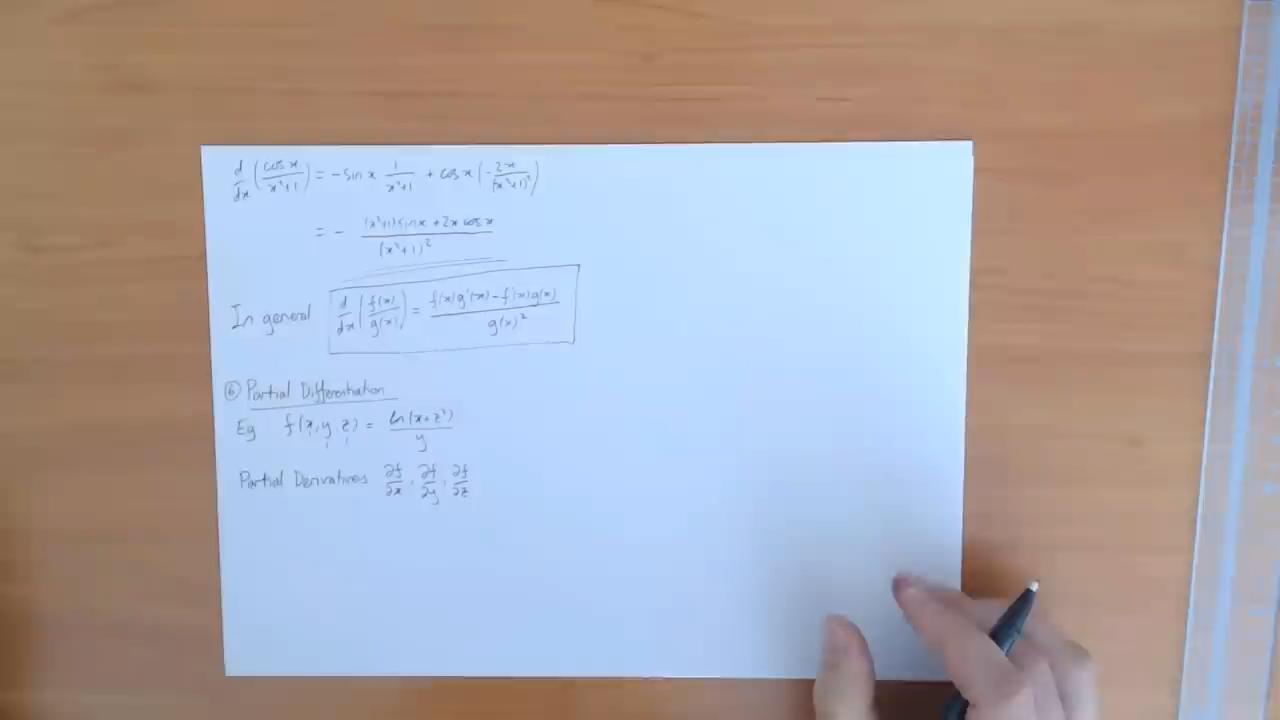 d/dx (cos x / x²+1) = -sin x 1/x²+1 + cos x (- 2x/(x²+1)²)
= - (x²+1) sin x + 2x cos x / (x²+1)²
In general d/dx (f(x)/g(x)) = f(x)g'(x) - f'(x)g(x) / g(x)²
⑥ Partial Differentiation
Eg f(x, y, z) = ln(x+z²) / y
Partial Derivatives ∂f/∂x, ∂f/∂y, ∂f/∂z